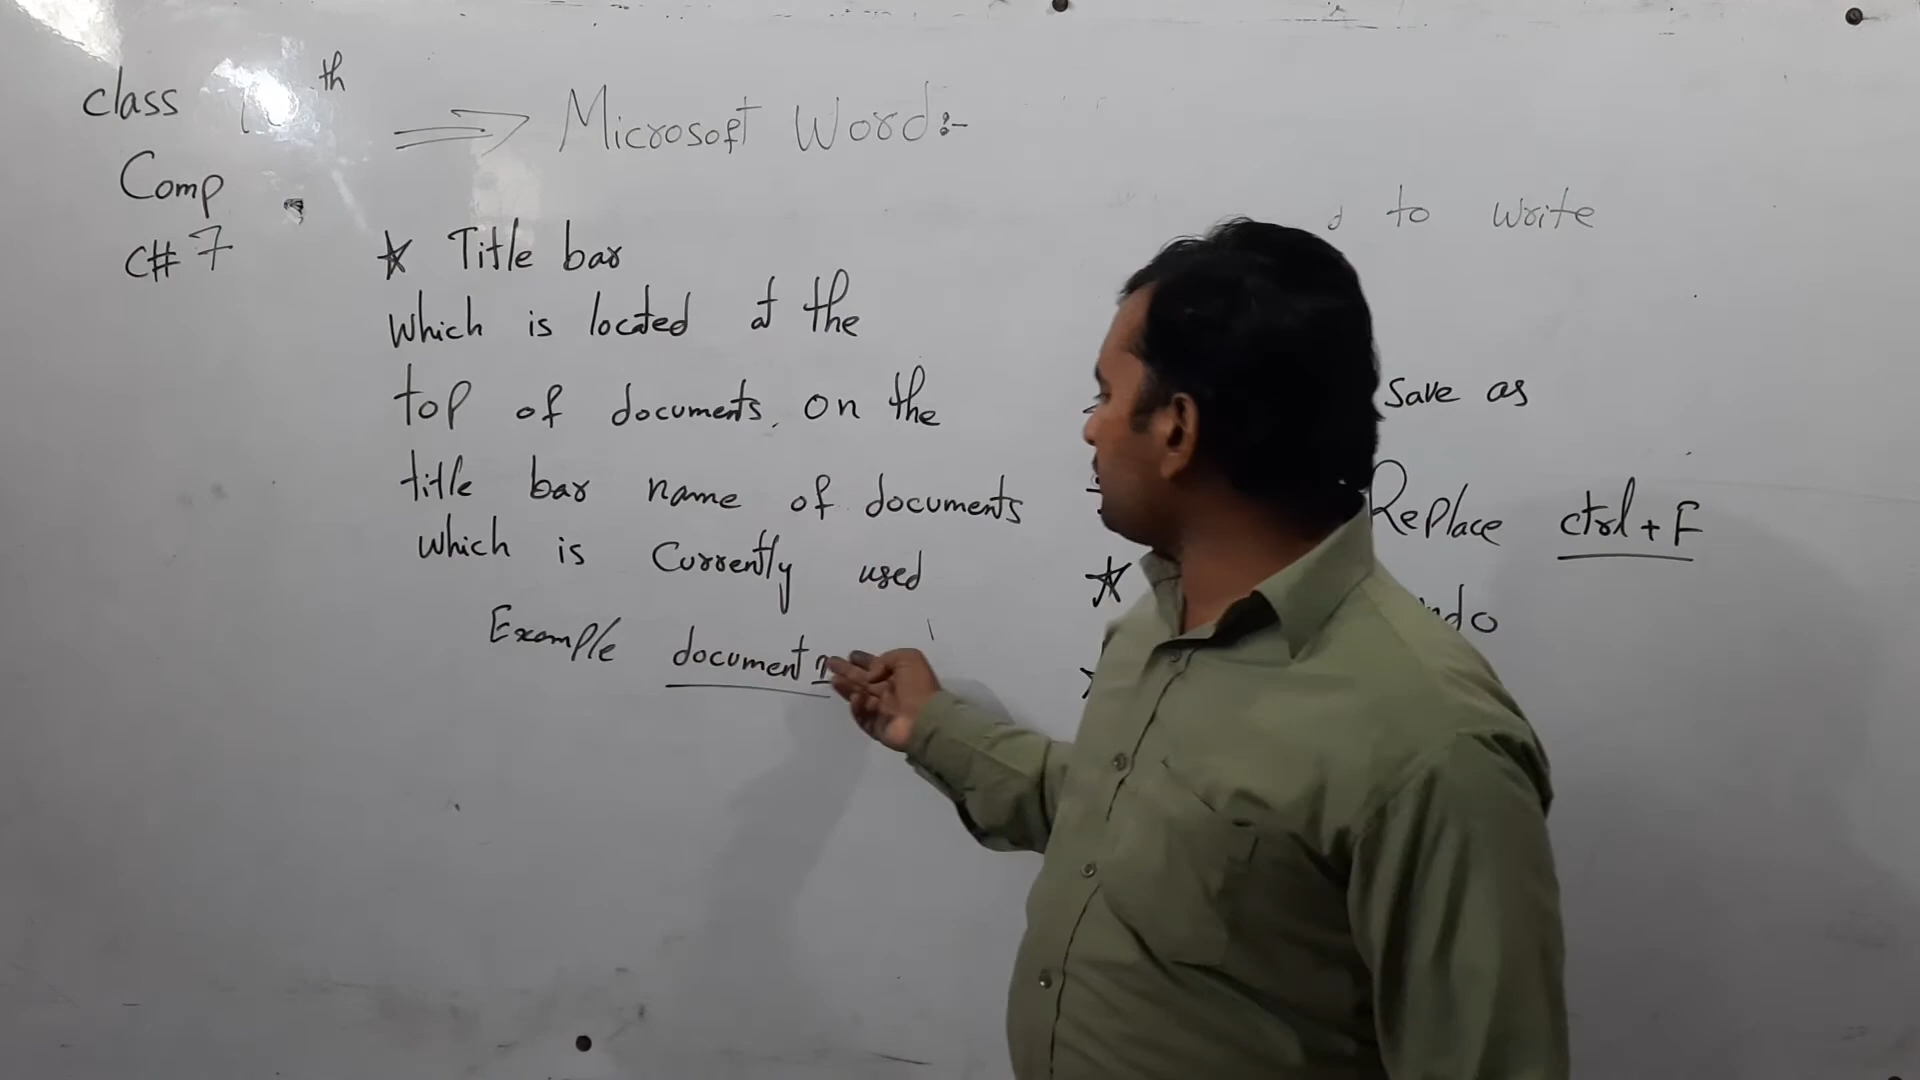 class th
Comp
C# 7
⇒ Microsoft Word:-
★ Title bar
Which is located at the
top of documents, on the
title bar name of documents
which is Currently used
Example document
to write
Save as
Replace ctrl + F
★